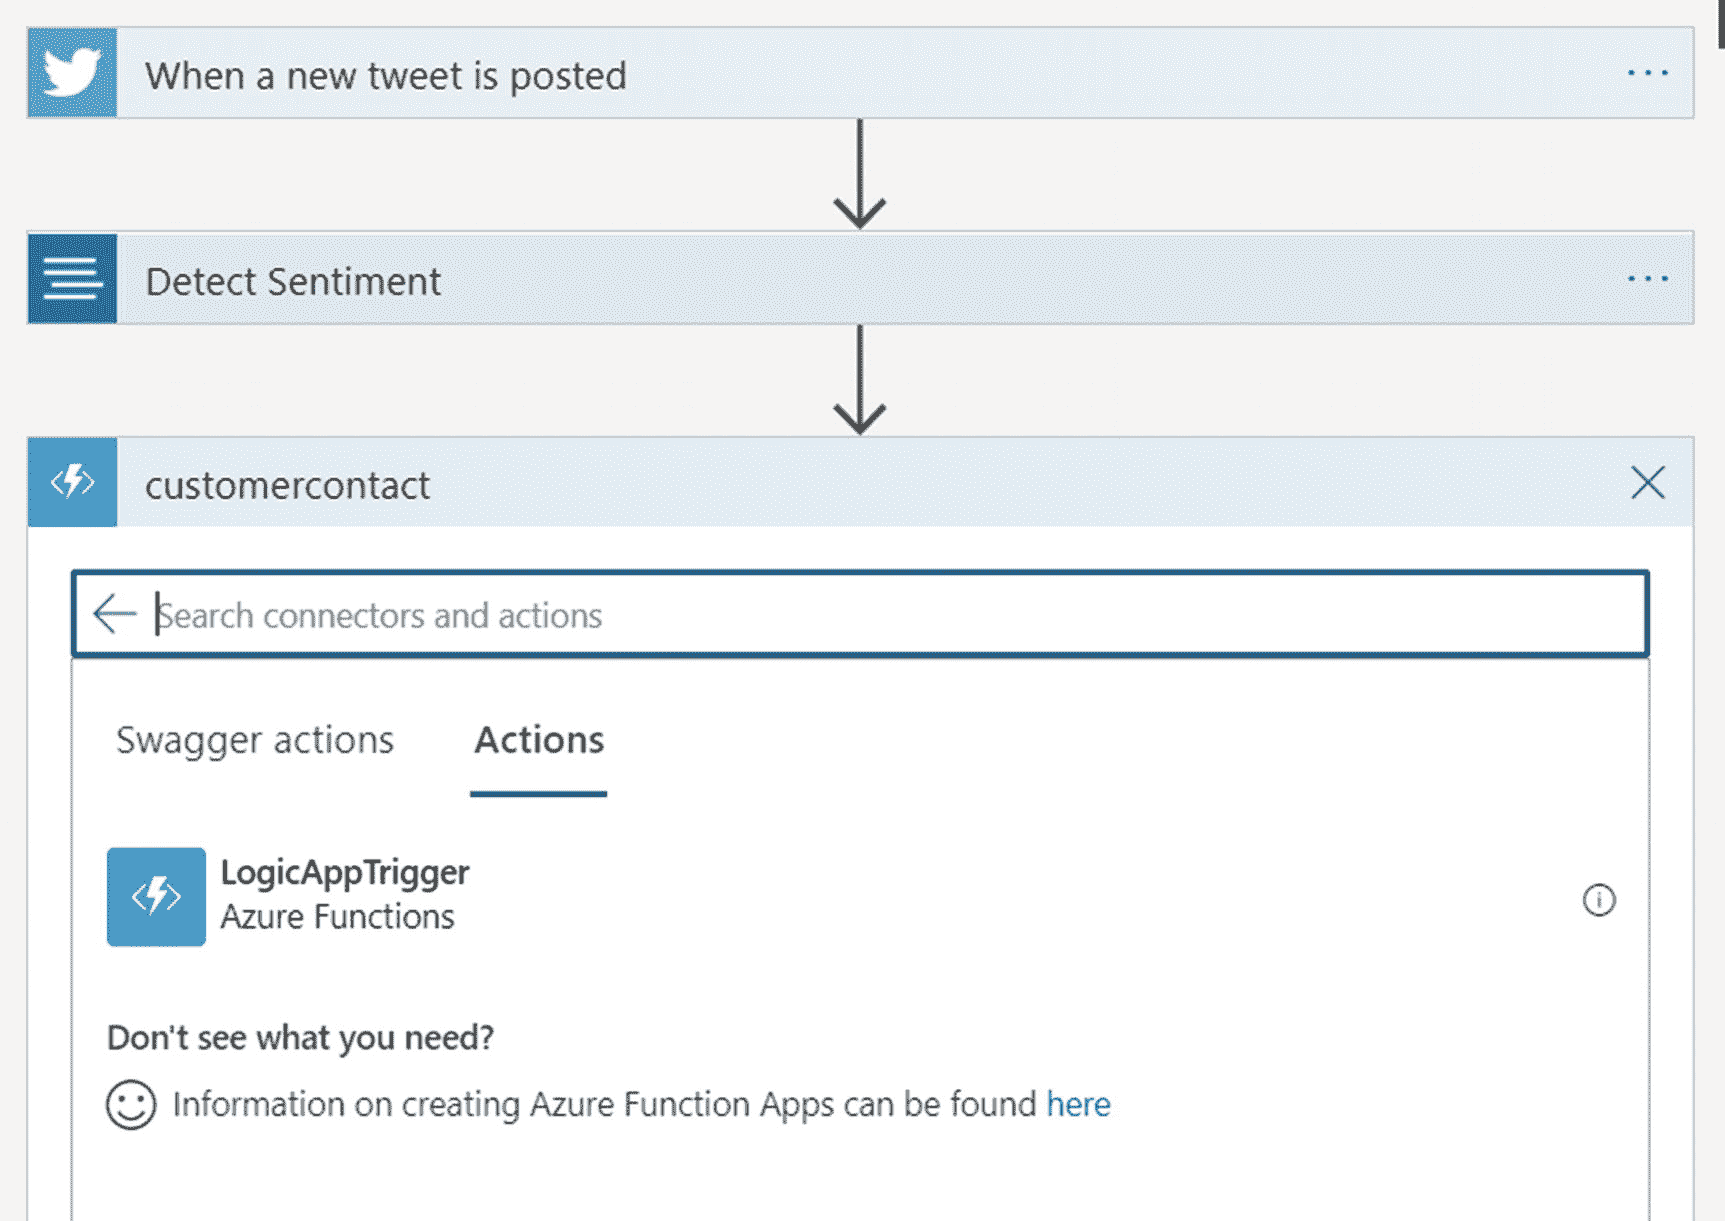 When a new tweet is posted
Detect Sentiment
customercontact
Search connectors and actions
Swagger actions Actions
LogicAppTrigger
Azure Functions
Don't see what you need?
Information on creating Azure Function Apps can be found here